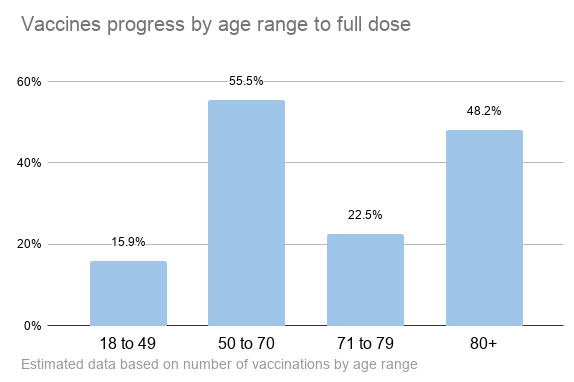 Vaccines progress by age range to full dose
60%
40%
20%
0%
15.9%
55.5%
22.5%
48.2%
18 to 49
50 to 70
71 to 79
80+
Estimated data based on number of vaccinations by age range